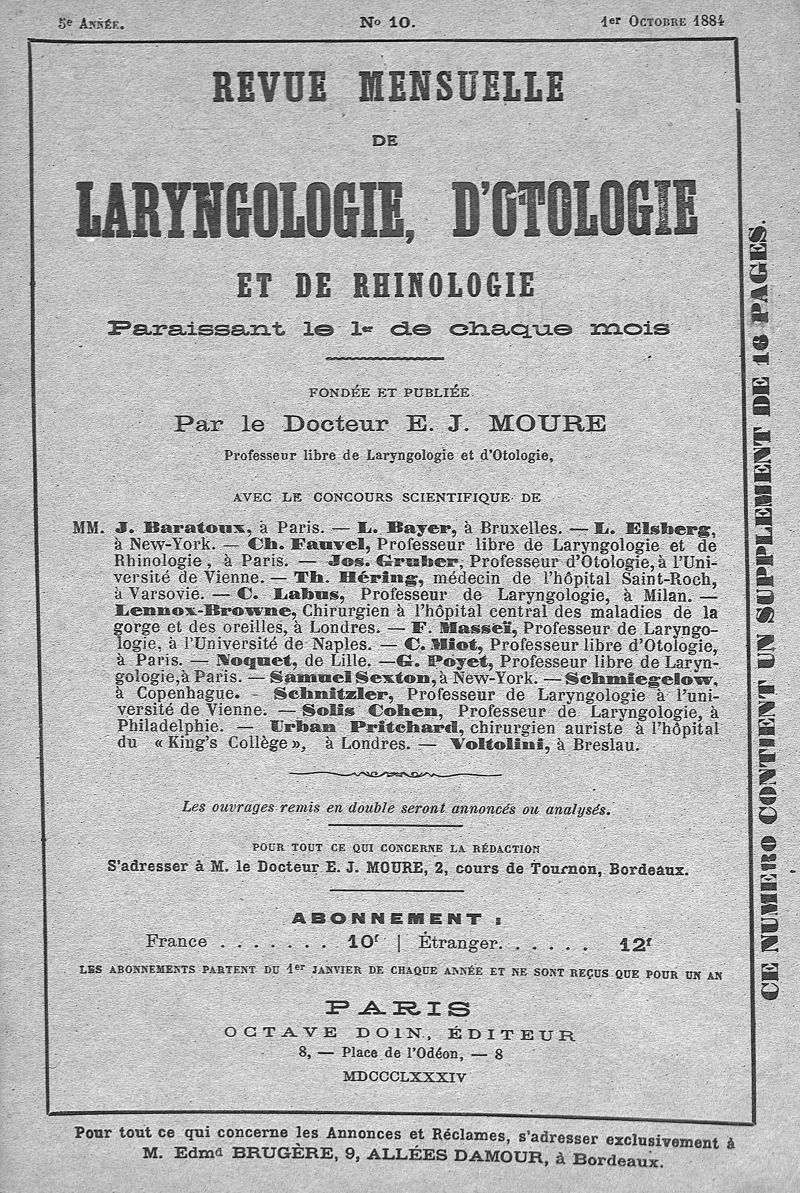 5e ANNÉE.
No 10.
1er OCTOBRE 1884
REVUE MENSUELLE
DE
LARYNGOLOGIE, D'OTOLOGIE
ET DE RHINOLOGIE
Paraissant le 1er de chaque mois
FONDÉE ET PUBLIÉE
Par le Docteur E. J. MOURE
Professeur libre de Laryngologie et d'Otologie,
AVEC LE CONCOURS SCIENTIFIQUE DE
MM. J. Baratoux, à Paris. — L. Bayer, à Bruxelles. — L. Elsberg,
à New-York. — Ch. Fauvel, Professeur libre de Laryngologie et de
Rhinologie, à Paris. — Jos. Gruber, Professeur d'Otologie, à l'Uni-
versité de Vienne. — Th. Héring, médecin de l'hôpital Saint-Roch,
à Varsovie. — C. Labus, Professeur de Laryngologie, à Milan. —
Lennox-Browne, Chirurgien à l'hôpital central des maladies de la
gorge et des oreilles, à Londres. — F. Masseï, Professeur de Laryngo-
logie, à l'Université de Naples. — C. Miot, Professeur libre d'Otologie,
à Paris. — Noquet, de Lille. — G. Poyet, Professeur libre de Laryn-
gologie, à Paris. — Samuel Sexton, à New-York. — Schmiegelow,
à Copenhague. - Schnitzler, Professeur de Laryngologie à l'uni-
versité de Vienne. — Solis Cohen, Professeur de Laryngologie, à
Philadelphie. — Urban Pritchard, chirurgien auriste à l'hôpital
du « King's Collège », à Londres. — Voltolini, à Breslau.
Les ouvrages remis en double seront annoncés ou analysés.
POUR TOUT CE QUI CONCERNE LA RÉDACTION
S'adresser à M. le Docteur E. J. MOURE, 2, cours de Tournon, Bordeaux.
ABONNEMENT :
France . . . . . . . 10f | Étranger. . . . . . 12f
LES ABONNEMENTS PARTENT DU 1er JANVIER DE CHAQUE ANNÉE ET NE SONT REÇUS QUE POUR UN AN
PARIS
OCTAVE DOIN, ÉDITEUR
8, — Place de l'Odéon, — 8
MDCCCLXXXIV
CE NUMERO CONTIENT UN SUPPLEMENT DE 16 PAGES.
Pour tout ce qui concerne les Annonces et Réclames, s'adresser exclusivement à
M. Edmd BRUGÈRE, 9, ALLÉES DAMOUR, à Bordeaux.